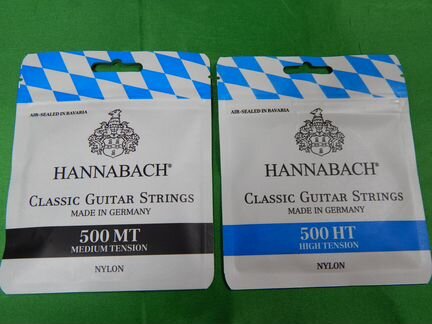 AIR-SEALED IN BAVARIA
HANNABACH®
CLASSIC GUITAR STRINGS
MADE IN GERMANY
500 MT
MEDIUM TENSION
NYLON
AIR-SEALED IN BAVARIA
HANNABACH®
CLASSIC GUITAR STRINGS
MADE IN GERMANY
500 HT
HIGH TENSION
NYLON